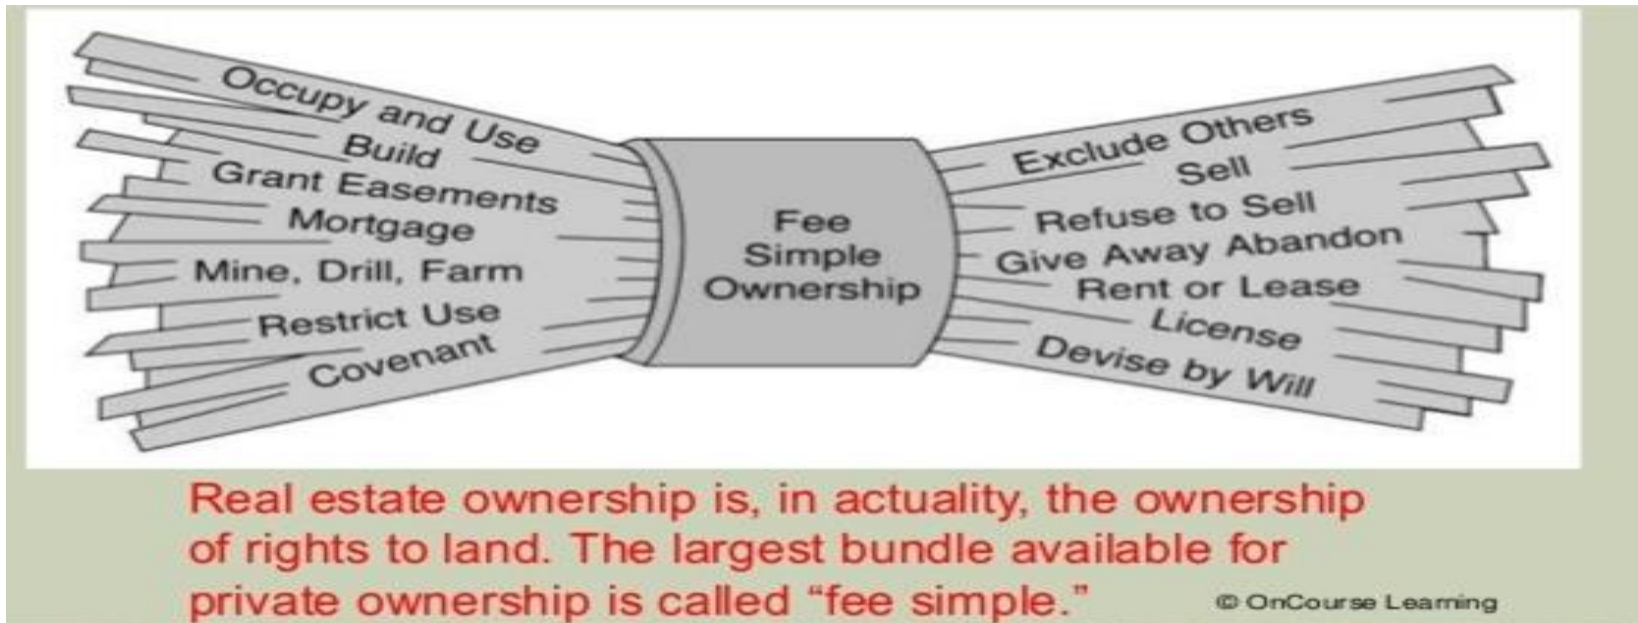 Occupy and Use
Build
Grant Easements
Mortgage
Mine, Drill, Farm
Restrict Use
Covenant
Fee
Simple
Ownership
Exclude Others
Sell
Refuse to Sell
Give Away Abandon
Rent or Lease
License
Devise by Will
Real estate ownership is, in actuality, the ownership
of rights to land. The largest bundle available for
private ownership is called “fee simple.”
© OnCourse Learning